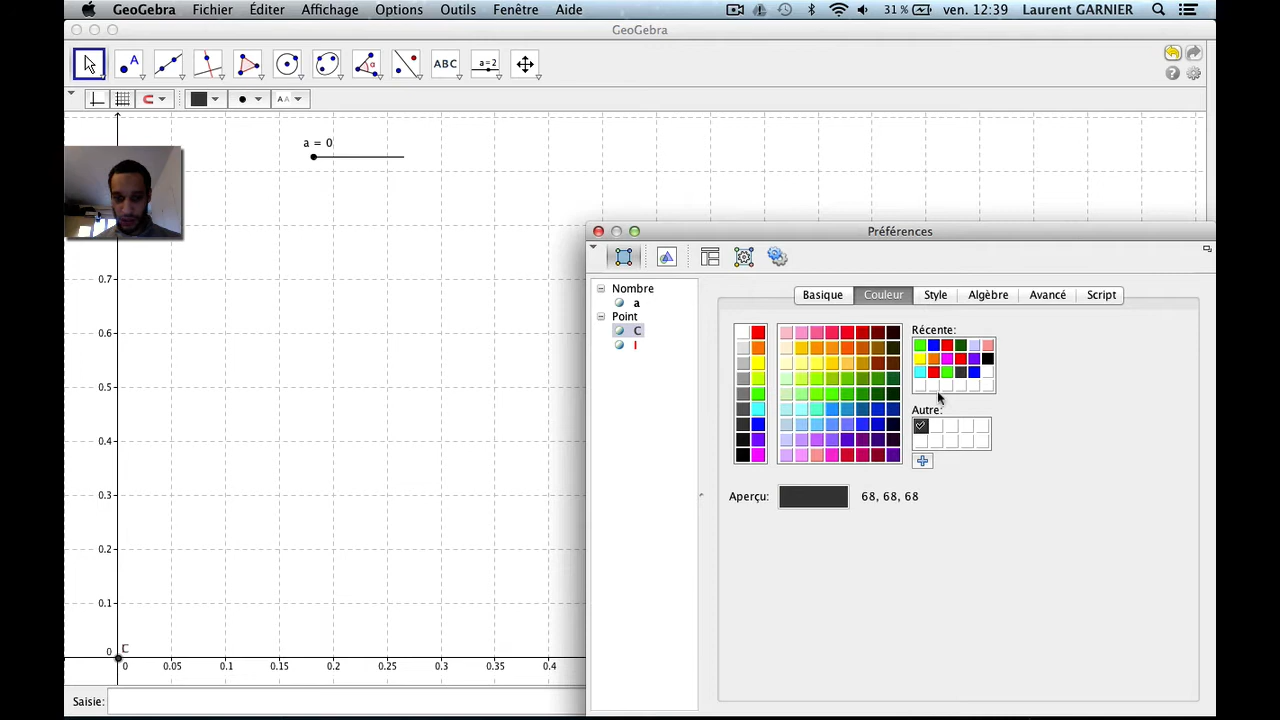 GeoGebra Fichier Éditer Affichage Options Outils Fenêtre Aide 31 % ven. 12:39 Laurent GARNIER
GeoGebra
A
α
ABC
a=2
A A
a = 0
Préférences
Nombre
a
Point
C
I
Basique Couleur Style Algèbre Avancé Script
Récente:
Autre:
Aperçu: 68, 68, 68
0.7
0.6
0.5
0.4
0.3
0.2
0.1
0
C
0 0.05 0.1 0.15 0.2 0.25 0.3 0.35 0.4
Saisie: